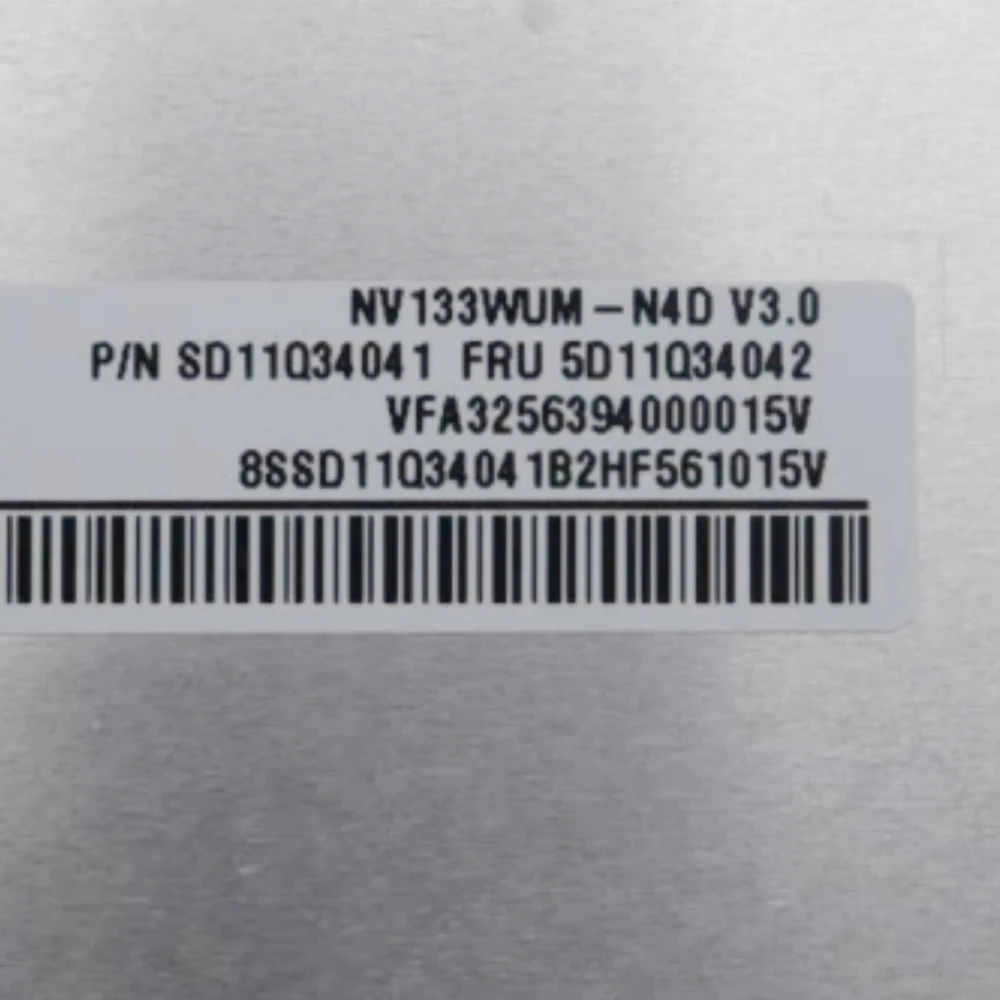 NV133WUM-N4D V3.0
P/N SD11Q34041 FRU 5D11Q34042
VFA3256394000015V
8SSD11Q34041B2HF561015V